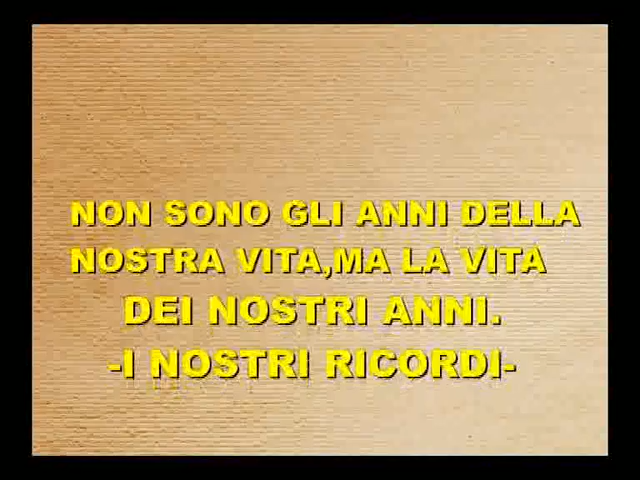 NON SONO GLI ANNI DELLA
NOSTRA VITA,MA LA VITA
DEI NOSTRI ANNI.
-I NOSTRI RICORDI-